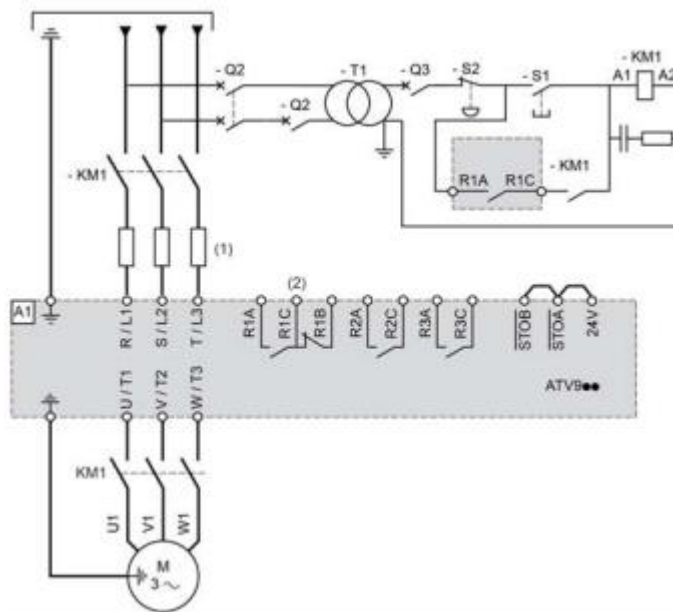 - Q2
- T1
- Q3
- S2
- S1
- KM1
A1
A2
- Q2
- KM1
R1A
R1C
- KM1
(1)
(2)
A1
R / L1
S / L2
T / L3
R1A
R1C
R1B
R2A
R2C
R3A
R3C
STOB
STOA
24V
U / T1
V / T2
W / T3
ATV9●●
KM1
U1
V1
W1
M
3 ~